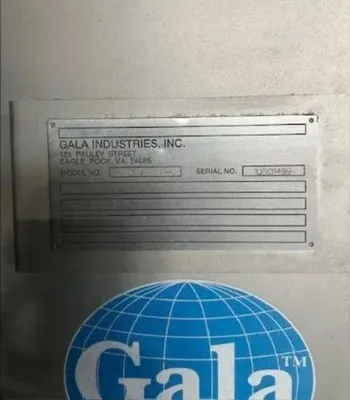 GALA INDUSTRIES, INC.
181 PAULEY STREET
EAGLE ROCK, VA 24085
MODEL NO. SERIAL NO.
Gala TM